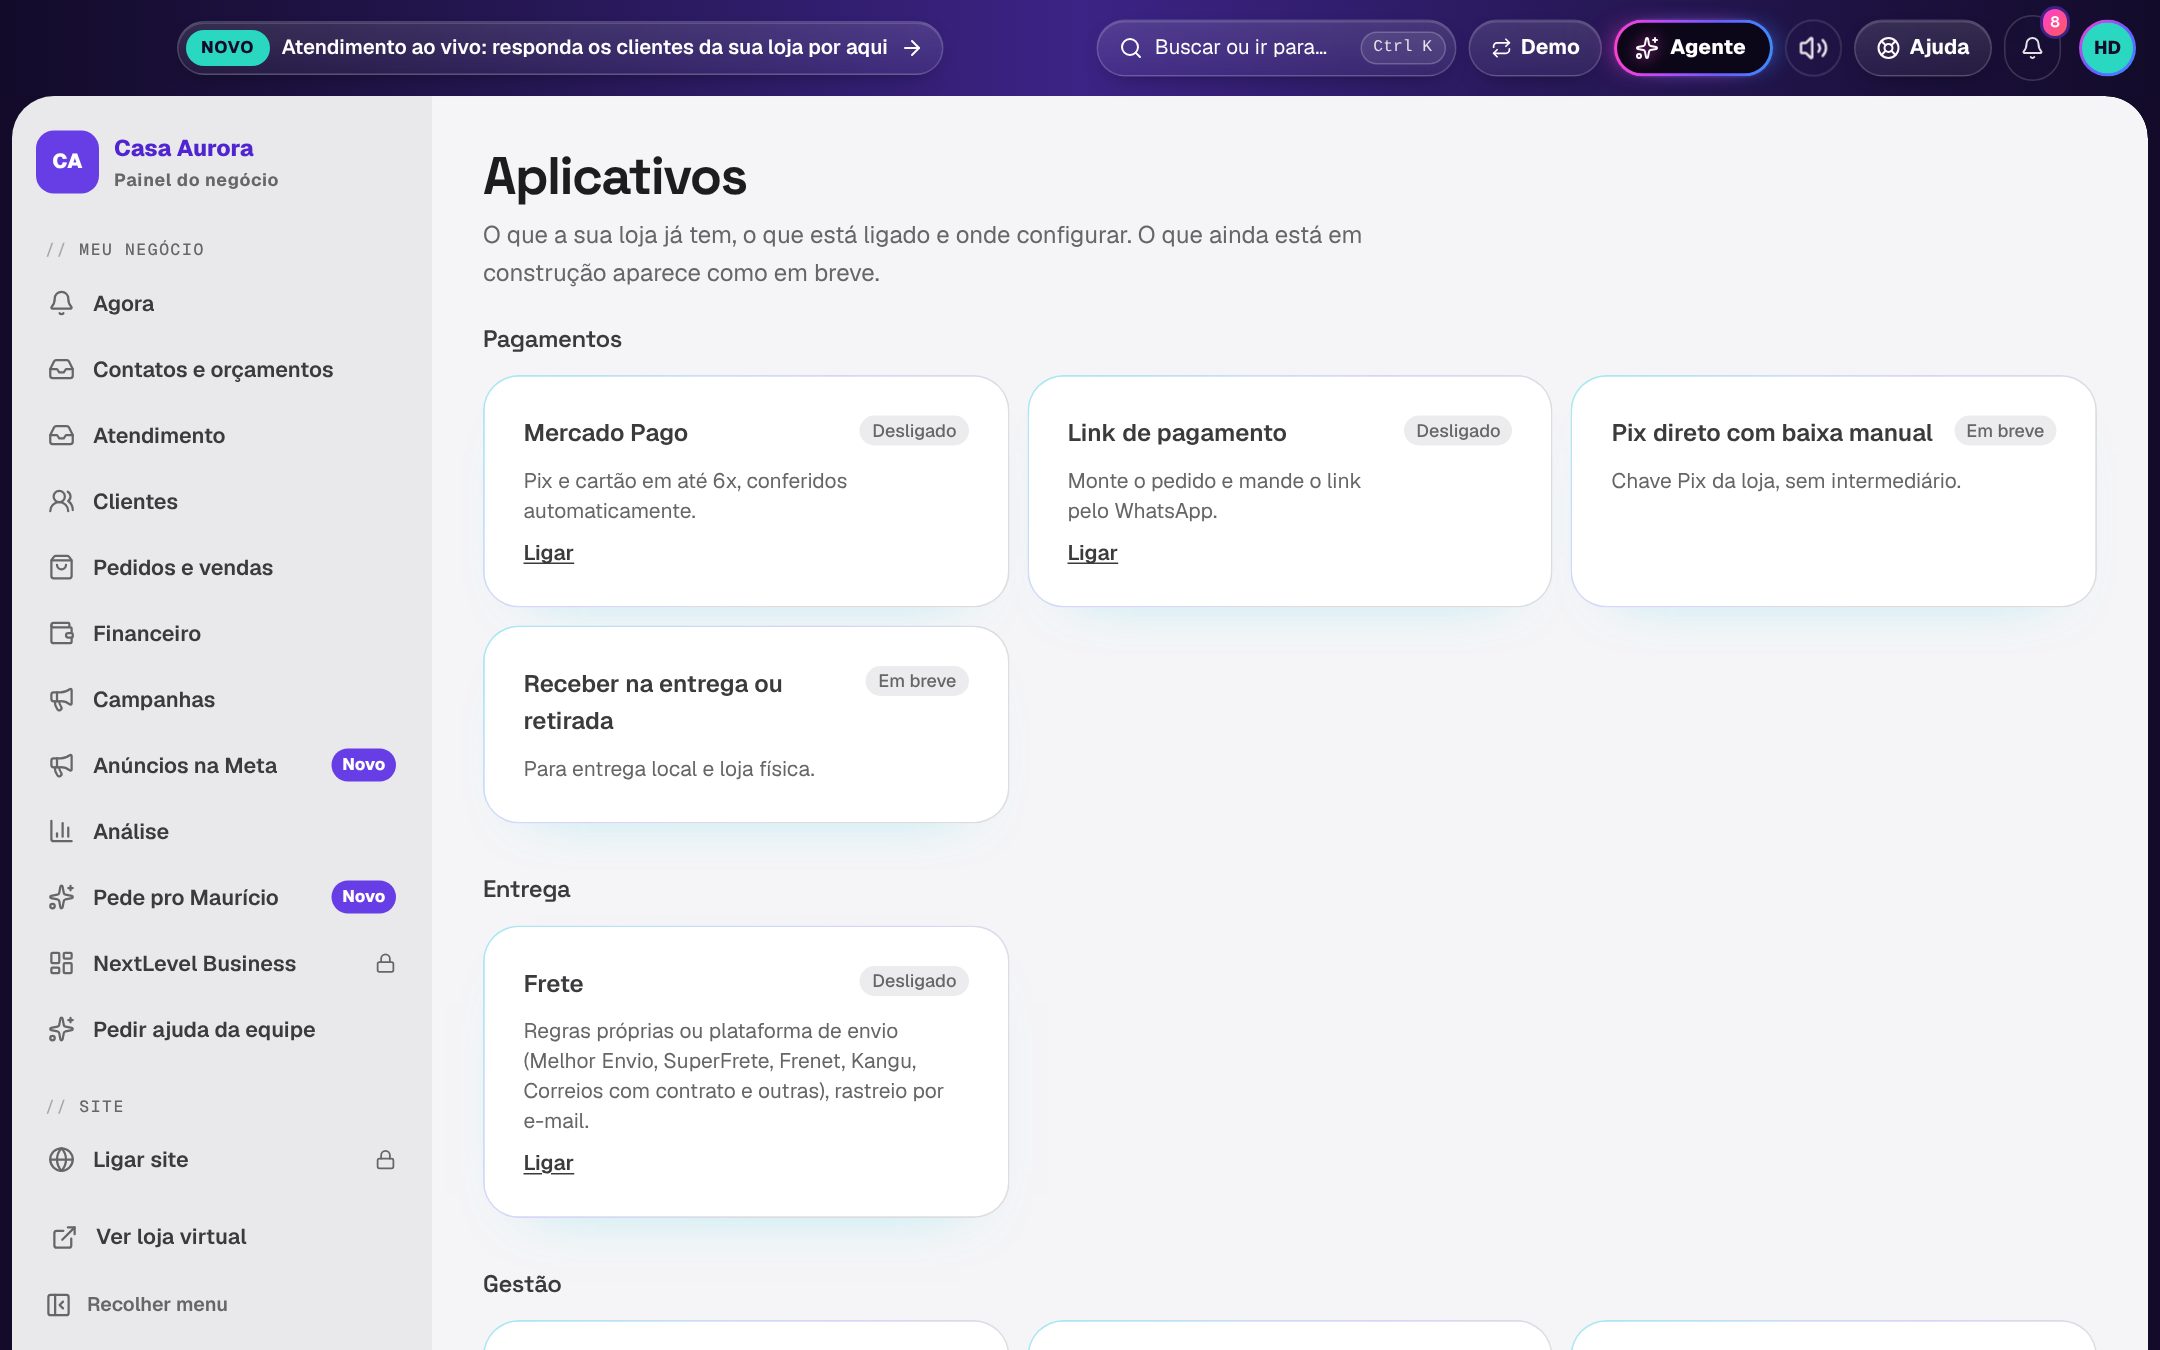 NOVO Atendimento ao vivo: responda os clientes da sua loja por aqui →
Buscar ou ir para... Ctrl K
Demo
Agente
Ajuda
8
HD
CA
Casa Aurora
Painel do negócio
// MEU NEGÓCIO
Agora
Contatos e orçamentos
Atendimento
Clientes
Pedidos e vendas
Financeiro
Campanhas
Anúncios na Meta Novo
Análise
Pede pro Maurício Novo
NextLevel Business
Pedir ajuda da equipe
// SITE
Ligar site
Ver loja virtual
Recolher menu
Aplicativos
O que a sua loja já tem, o que está ligado e onde configurar. O que ainda está em
construção aparece como em breve.
Pagamentos
Mercado Pago Desligado
Pix e cartão em até 6x, conferidos
automaticamente.
Ligar
Link de pagamento Desligado
Monte o pedido e mande o link
pelo WhatsApp.
Ligar
Pix direto com baixa manual Em breve
Chave Pix da loja, sem intermediário.
Receber na entrega ou
retirada
Em breve
Para entrega local e loja física.
Entrega
Frete Desligado
Regras próprias ou plataforma de envio
(Melhor Envio, SuperFrete, Frenet, Kangu,
Correios com contrato e outras), rastreio por
e-mail.
Ligar
Gestão